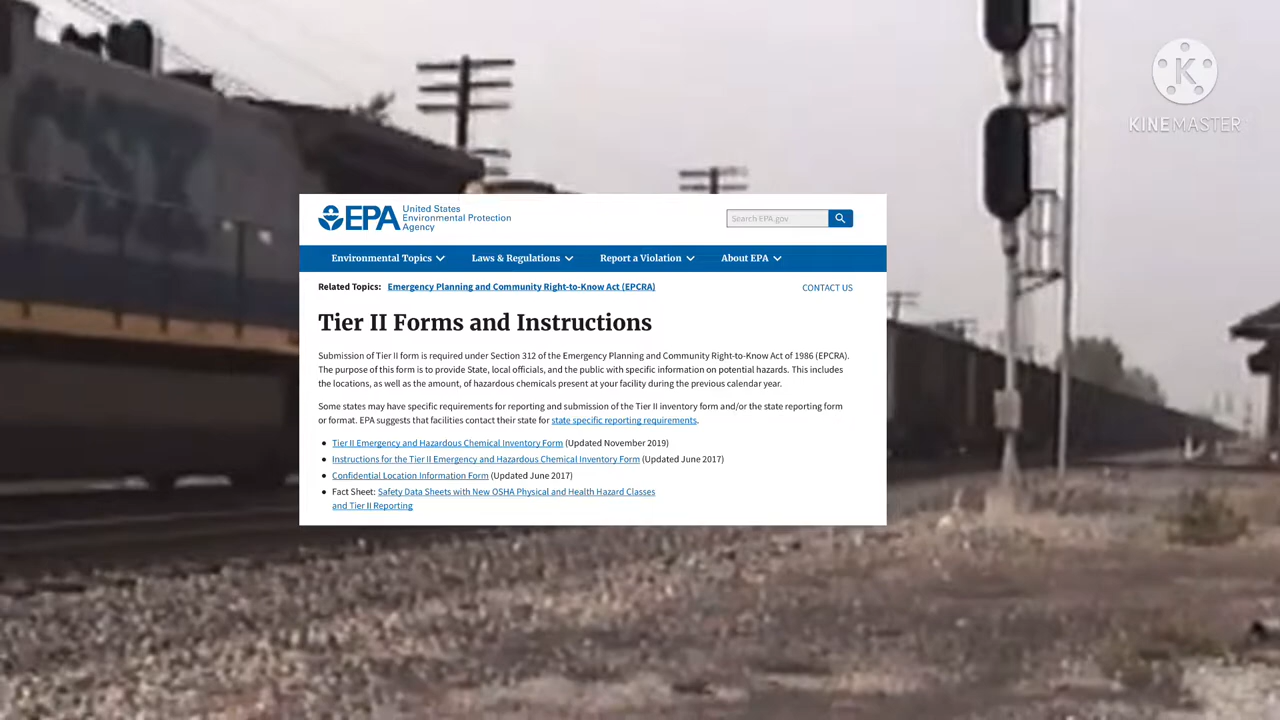 KINEMASTER
EPA United States
Environmental Protection
Agency
Search EPA.gov
Environmental Topics Laws & Regulations Report a Violation About EPA
Related Topics: Emergency Planning and Community Right-to-Know Act (EPCRA) CONTACT US
Tier II Forms and Instructions
Submission of Tier II form is required under Section 312 of the Emergency Planning and Community Right-to-Know Act of 1986 (EPCRA).
The purpose of this form is to provide State, local officials, and the public with specific information on potential hazards. This includes
the locations, as well as the amount, of hazardous chemicals present at your facility during the previous calendar year.
Some states may have specific requirements for reporting and submission of the Tier II inventory form and/or the state reporting form
or format. EPA suggests that facilities contact their state for state specific reporting requirements.
• Tier II Emergency and Hazardous Chemical Inventory Form (Updated November 2019)
• Instructions for the Tier II Emergency and Hazardous Chemical Inventory Form (Updated June 2017)
• Confidential Location Information Form (Updated June 2017)
• Fact Sheet: Safety Data Sheets with New OSHA Physical and Health Hazard Classes
and Tier II Reporting